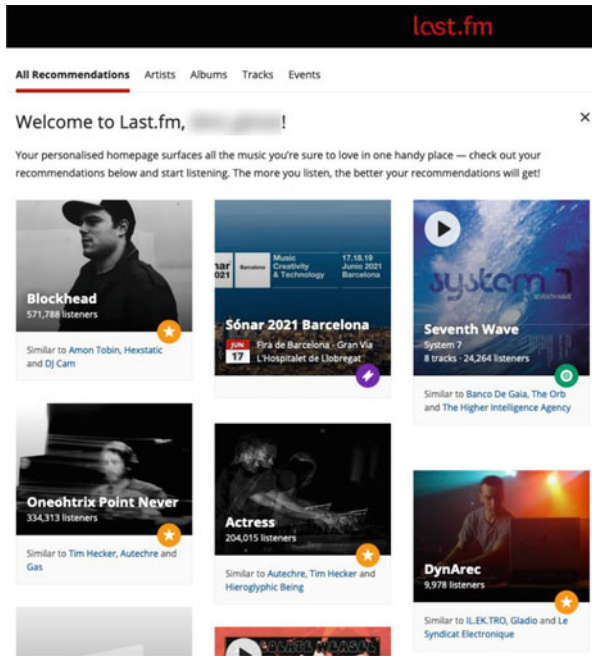 last.fm
All Recommendations Artists Albums Tracks Events
Welcome to Last.fm, !
Your personalised homepage surfaces all the music you're sure to love in one handy place — check out your
recommendations below and start listening. The more you listen, the better your recommendations will get!
Blockhead
571,788 listeners
Similar to Amon Tobin, Hexstatic
and DJ Cam
nar
021
Barcelona
Music
Creativity
& Technology
17.18.19
Junio 2021
Barcelona
Sónar 2021 Barcelona
JUN
17
Fira de Barcelona - Gran Via
L'Hospitalet de Llobregat
system 7
SEVENTH WAVE
Seventh Wave
System 7
8 tracks · 24,264 listeners
Similar to Banco De Gaia, The Orb
and The Higher Intelligence Agency
Oneohtrix Point Never
334,313 listeners
Similar to Tim Hecker, Autechre and
Gas
Actress
204,015 listeners
Similar to Autechre, Tim Hecker and
Hieroglyphic Being
DynArec
9,978 listeners
Similar to IL.EK.TRO, Gladio and Le
Syndicat Electronique